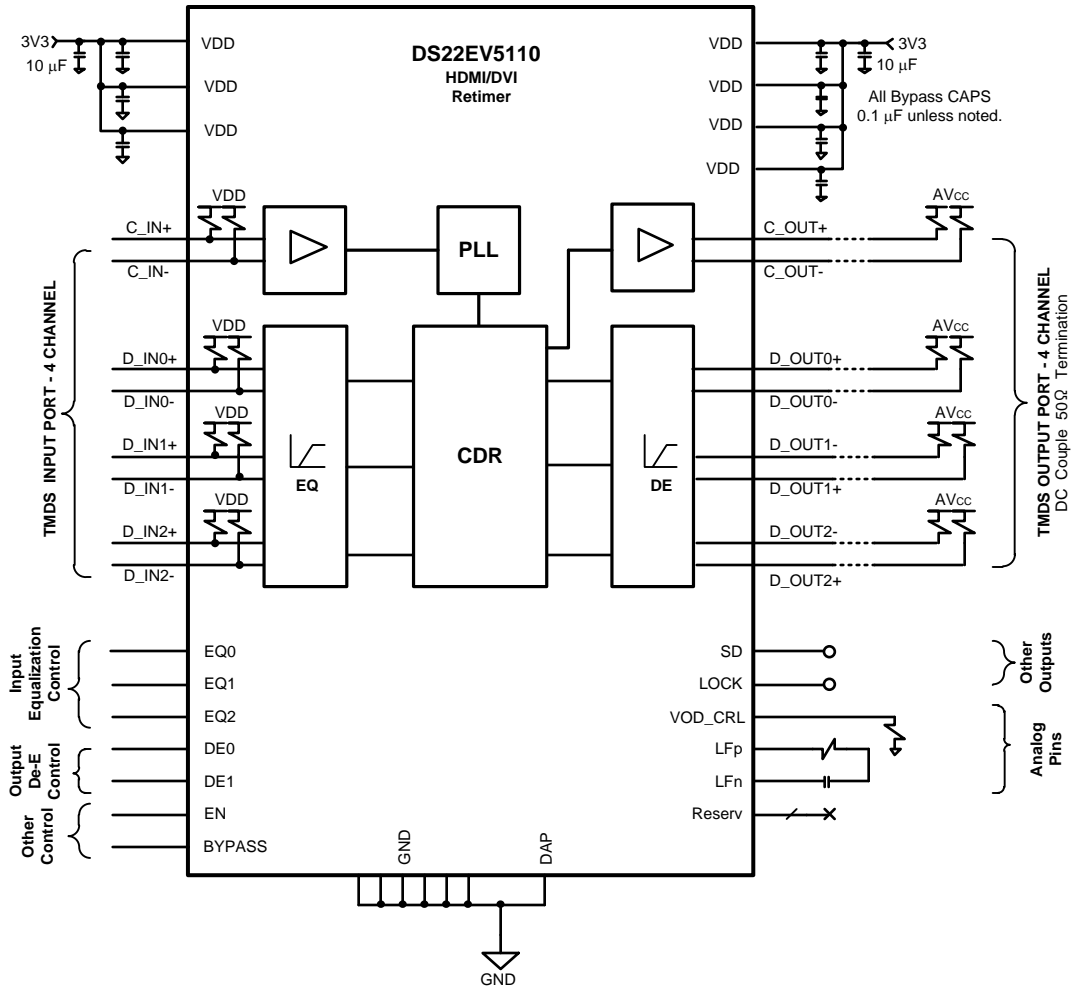 DS22EV5110
HDMI/DVI
Retimer
3V3
10 μF
VDD
VDD
VDD
VDD
VDD
VDD
VDD
3V3
10 μF
All Bypass CAPS
0.1 μF unless noted.
TMDS INPUT PORT - 4 CHANNEL
C_IN+
C_IN-
VDD
D_IN0+
D_IN0-
VDD
D_IN1+
D_IN1-
VDD
D_IN2+
D_IN2-
VDD
PLL
EQ
CDR
DE
C_OUT+
C_OUT-
AVCC
D_OUT0+
D_OUT0-
AVCC
D_OUT1-
D_OUT1+
AVCC
D_OUT2-
D_OUT2+
AVCC
TMDS OUTPUT PORT - 4 CHANNEL
DC Couple 50Ω Termination
Input
Equalization
Control
EQ0
EQ1
EQ2
Output
De-E
Control
DE0
DE1
Other
Control
EN
BYPASS
SD
LOCK
Other
Outputs
VOD_CRL
LFp
LFn
Analog
Pins
Reserv
GND
DAP
GND